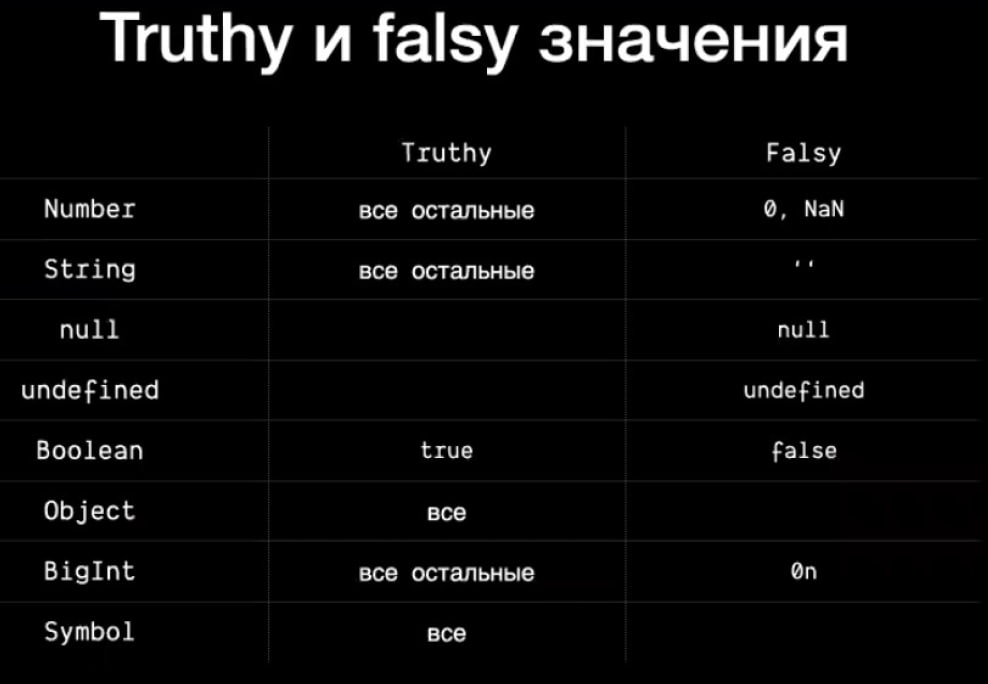 Truthy и falsy значения
Truthy Falsy
Number все остальные 0, NaN
String все остальные ‘‘
null null
undefined undefined
Boolean true false
Object все
BigInt все остальные 0n
Symbol все